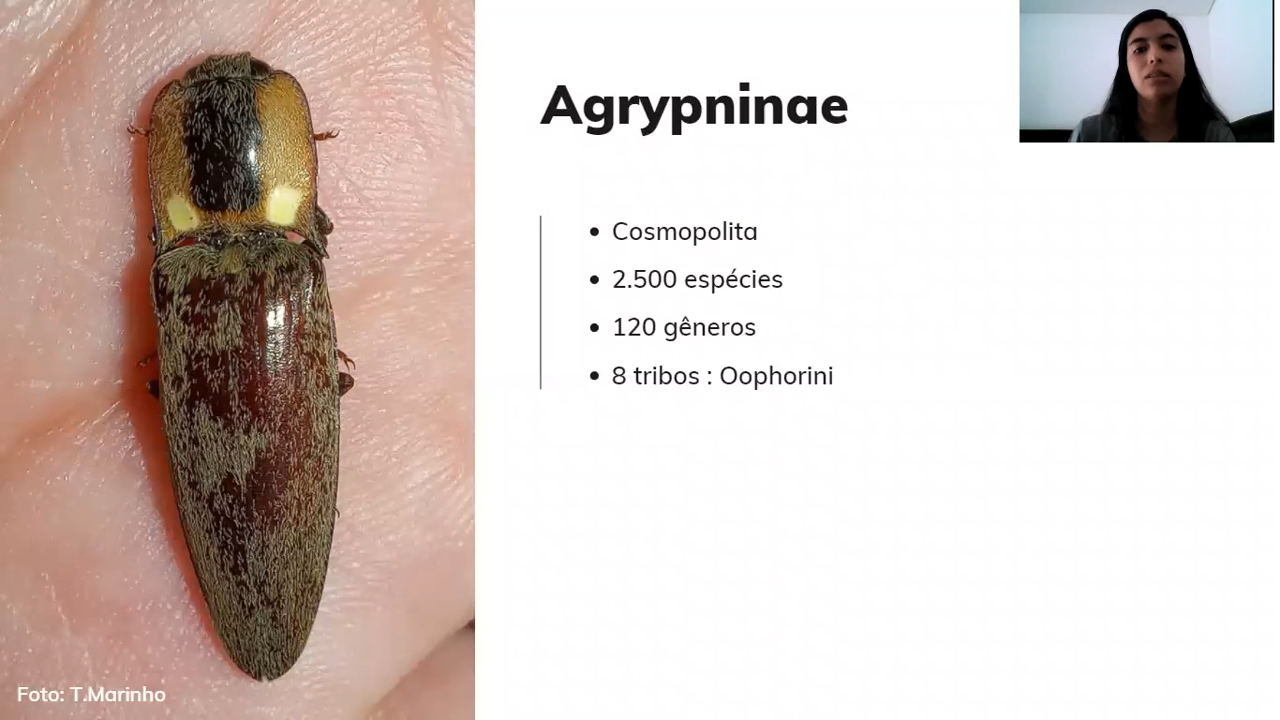 Agrypninae
• Cosmopolita
• 2.500 espécies
• 120 gêneros
• 8 tribos : Oophorini
Foto: T.Marinho